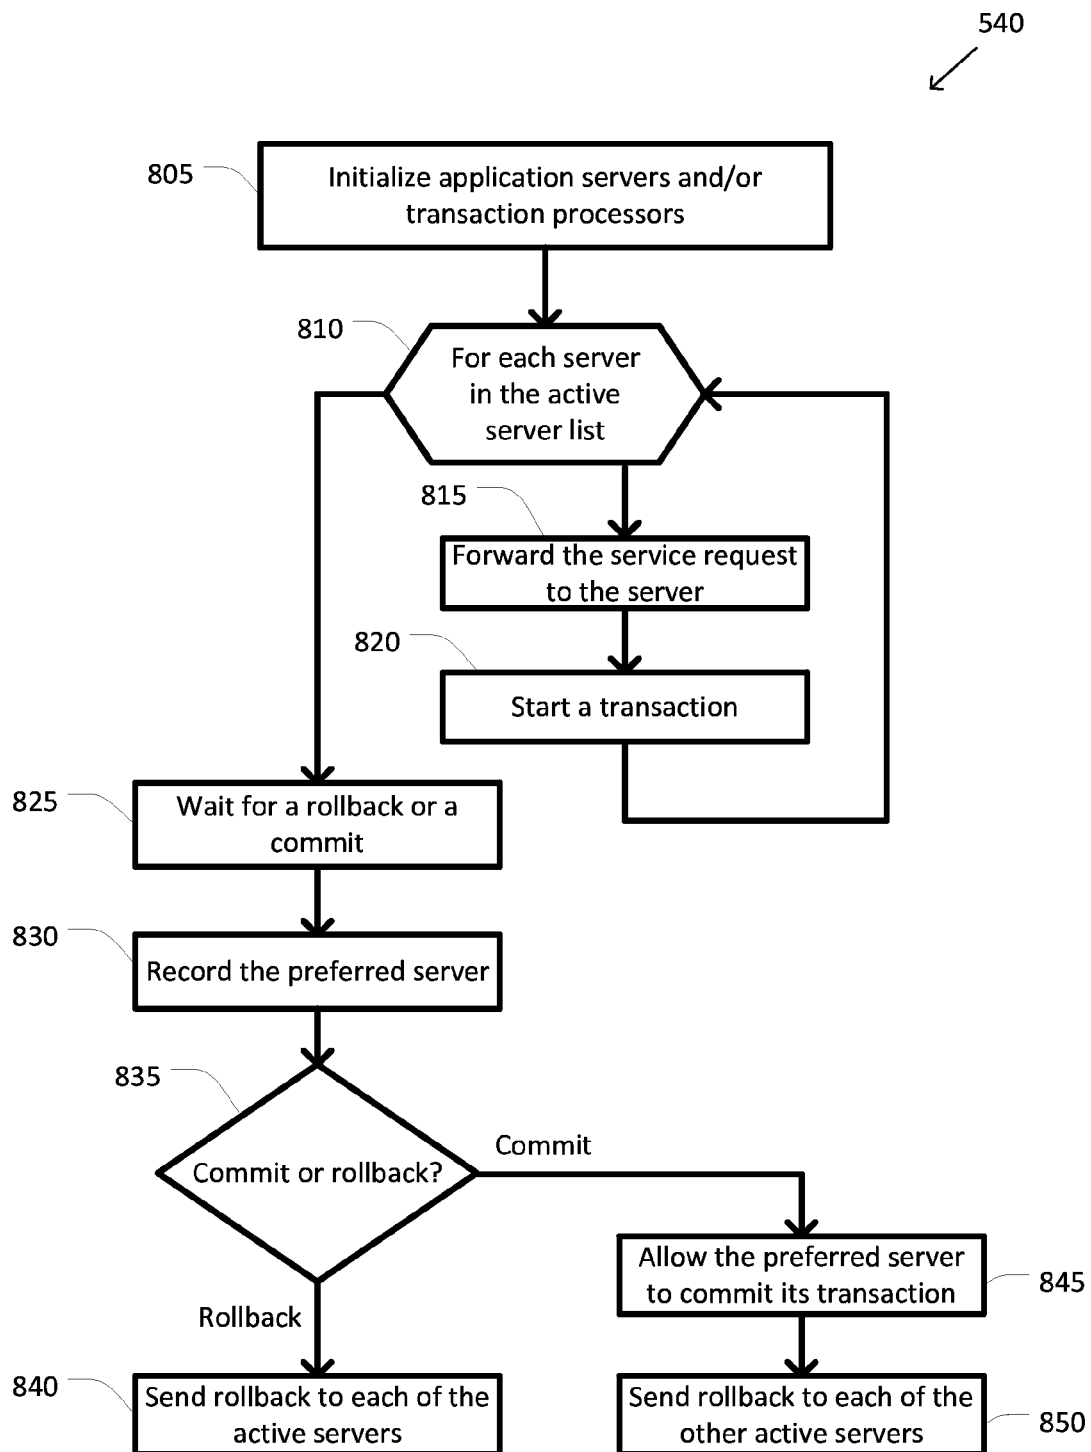 540
805
Initialize application servers and/or
transaction processors
810
For each server
in the active
server list
815
Forward the service request
to the server
820
Start a transaction
825
Wait for a rollback or a
commit
830
Record the preferred server
835
Commit or rollback?
Commit
Rollback
Allow the preferred server
to commit its transaction
845
840
Send rollback to each of the
active servers
Send rollback to each of the
other active servers
850